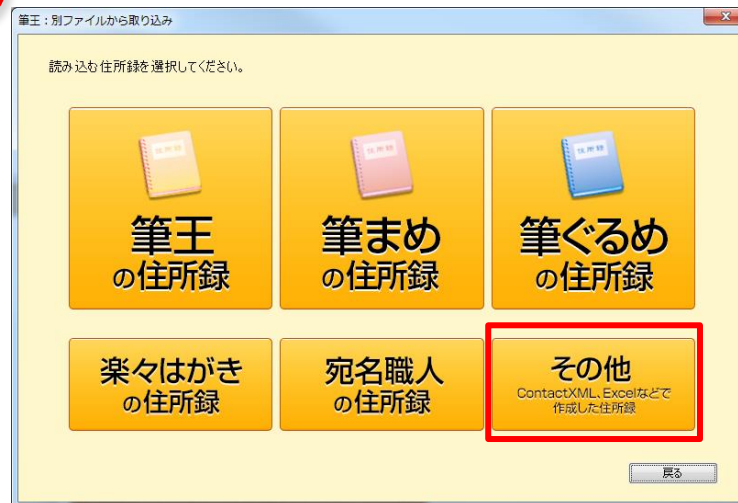 筆王：別ファイルから取り込み
読み込む住所録を選択してください。
住所録
住所録
住所録
筆王
の住所録
筆まめ
の住所録
筆ぐるめ
の住所録
楽々はがき
の住所録
宛名職人
の住所録
その他
ContactXML、Excelなどで
作成した住所録
戻る